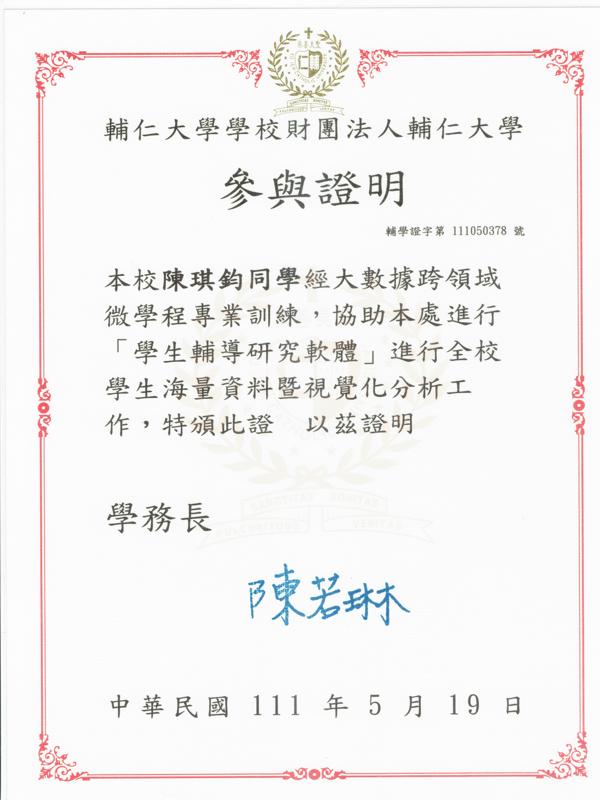 輔仁大學學校財團法人輔仁大學
參與證明
輔學證字第 111050378 號
本校陳琪鈞同學經大數據跨領域
微學程專業訓練，協助本處進行
「學生輔導研究軟體」進行全校
學生海量資料暨視覺化分析工
作，特頒此證　以茲證明
SANCTITAS BONITAS
PULCHRITUDO VERITAS
學務長
陳若琳
中華民國 111 年 5 月 19 日